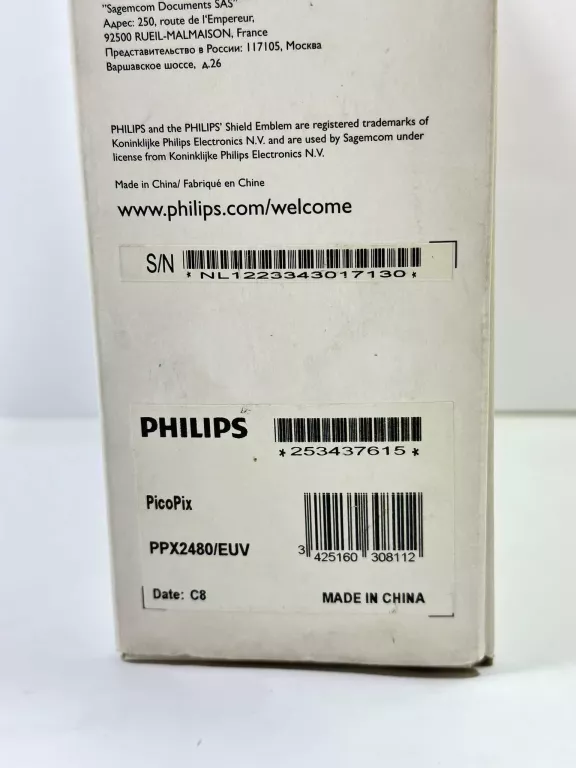 "Sagemcom Documents SAS"
Адрес: 250, route de l'Empereur,
92500 RUEIL-MALMAISON, France
Представительство в России: 117105, Москва
Варшавское шоссе, д.26
PHILIPS and the PHILIPS' Shield Emblem are registered trademarks of
Koninklijke Philips Electronics N.V. and are used by Sagemcom under
license from Koninklijke Philips Electronics N.V.
Made in China/ Fabriqué en Chine
www.philips.com/welcome
S/N
*NL1223343017130*
PHILIPS
*253437615*
PicoPix
PPX2480/EUV
3 425160 308112
Date: C8
MADE IN CHINA